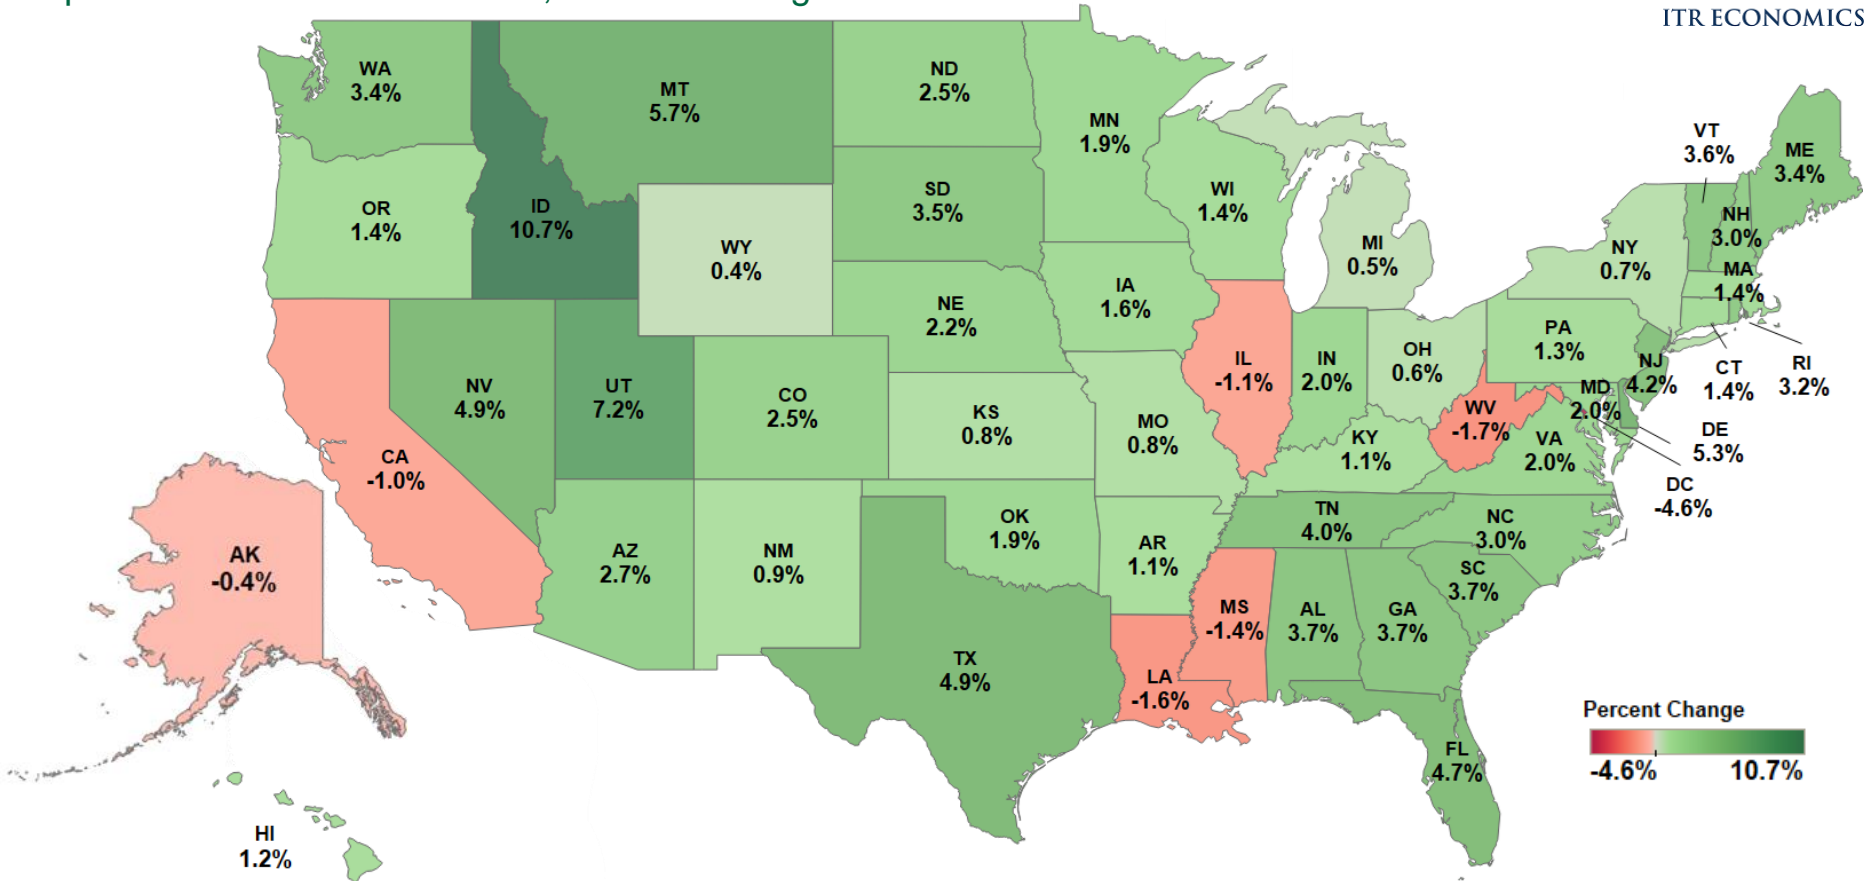 ITR ECONOMICS
WA
3.4%
MT
5.7%
ND
2.5%
MN
1.9%
VT
3.6%
ME
3.4%
OR
1.4%
ID
10.7%
WY
0.4%
SD
3.5%
WI
1.4%
MI
0.5%
NY
0.7%
NH
3.0%
MA
1.4%
NV
4.9%
UT
7.2%
CO
2.5%
NE
2.2%
IA
1.6%
IL
-1.1%
IN
2.0%
OH
0.6%
PA
1.3%
NJ
4.2%
CT
1.4%
RI
3.2%
CA
-1.0%
KS
0.8%
MO
0.8%
KY
1.1%
WV
-1.7%
VA
2.0%
MD
2.0%
DE
5.3%
DC
-4.6%
AK
-0.4%
AZ
2.7%
NM
0.9%
OK
1.9%
AR
1.1%
TN
4.0%
NC
3.0%
SC
3.7%
TX
4.9%
LA
-1.6%
MS
-1.4%
AL
3.7%
GA
3.7%
FL
4.7%
HI
1.2%
Percent Change
-4.6%
10.7%